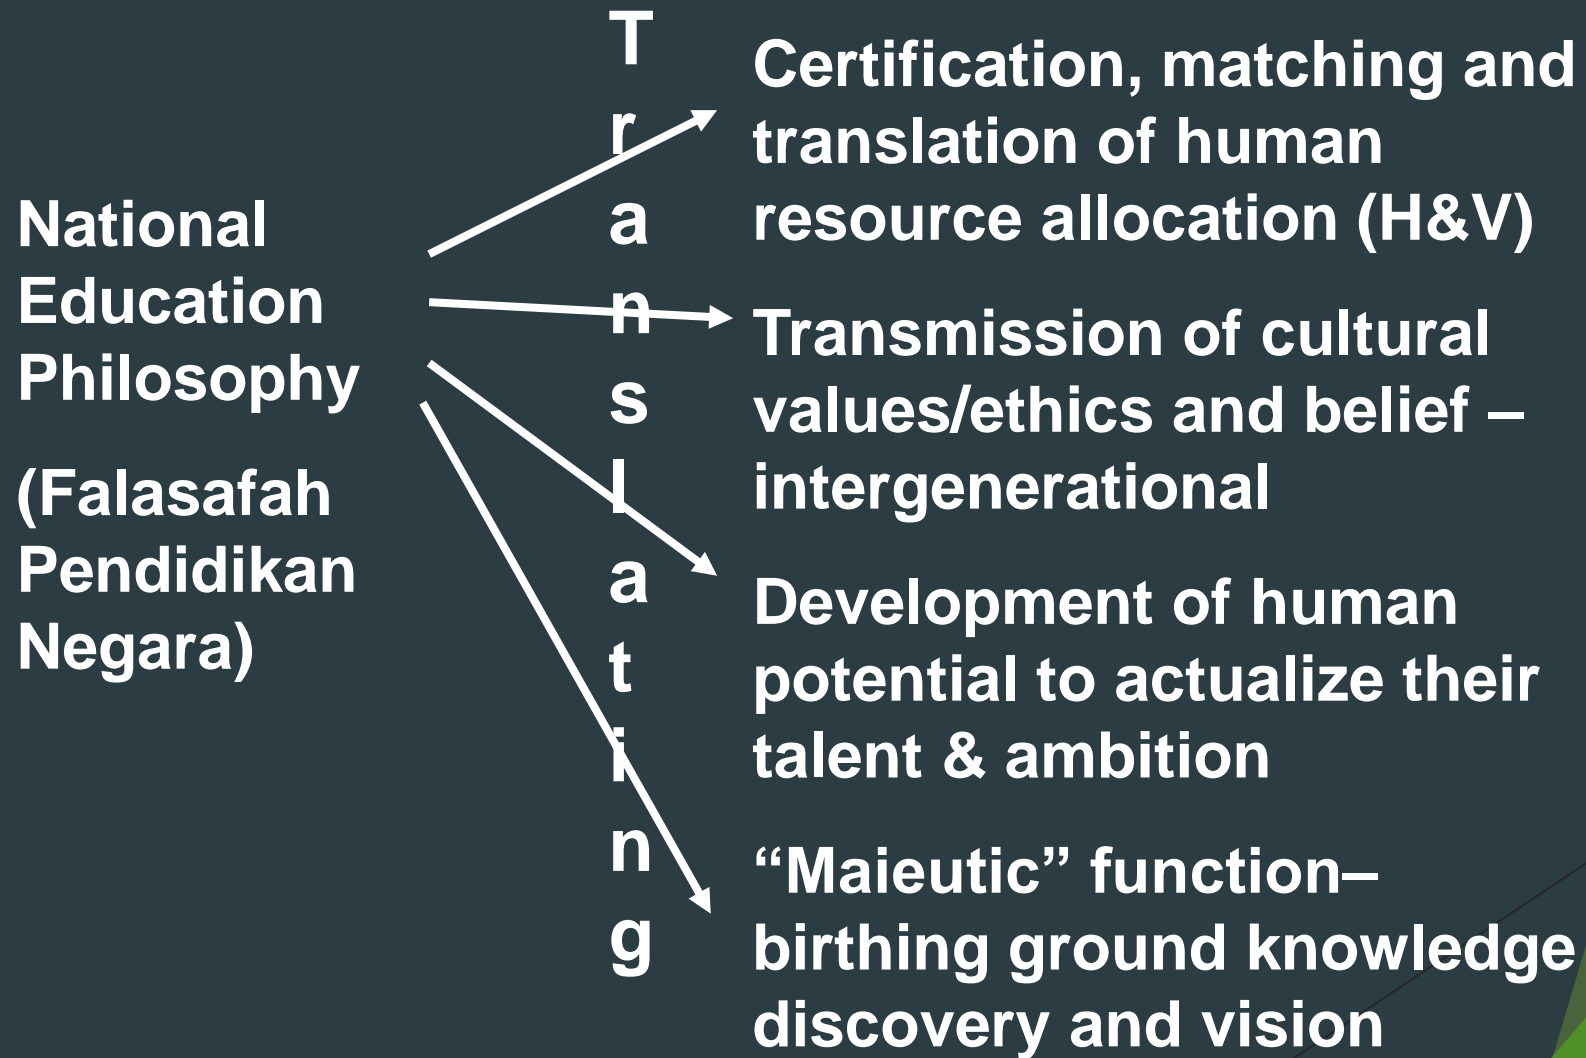 National
Education
Philosophy
(Falasafah
Pendidikan
Negara)
T
r
a
n
s
l
a
t
i
n
g
Certification, matching and
translation of human
resource allocation (H&V)
Transmission of cultural
values/ethics and belief –
intergenerational
Development of human
potential to actualize their
talent & ambition
“Maieutic” function–
birthing ground knowledge
discovery and vision